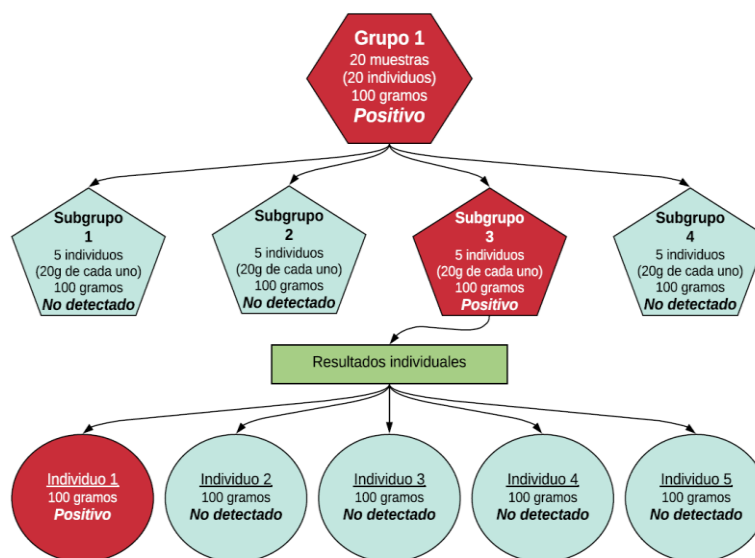 Grupo 1
20 muestras
(20 individuos)
100 gramos
Positivo
Subgrupo
1
5 individuos
(20g de cada uno)
100 gramos
No detectado
Subgrupo
2
5 individuos
(20g de cada uno)
100 gramos
No detectado
Subgrupo
3
5 individuos
(20g de cada uno)
100 gramos
Positivo
Subgrupo
4
5 individuos
(20g de cada uno)
100 gramos
No detectado
Resultados individuales
Individuo 1
100 gramos
Positivo
Individuo 2
100 gramos
No detectado
Individuo 3
100 gramos
No detectado
Individuo 4
100 gramos
No detectado
Individuo 5
100 gramos
No detectado